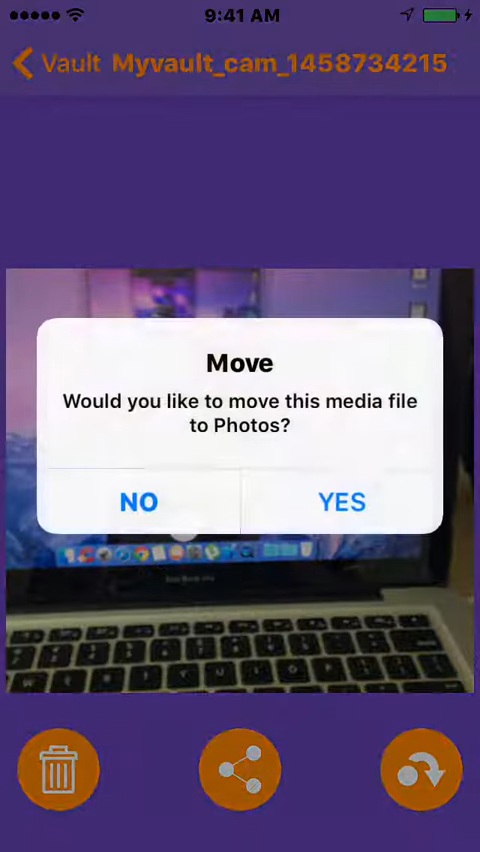 9:41 AM
Vault Myvault_cam_1458734215
Move
Would you like to move this media file
to Photos?
NO YES